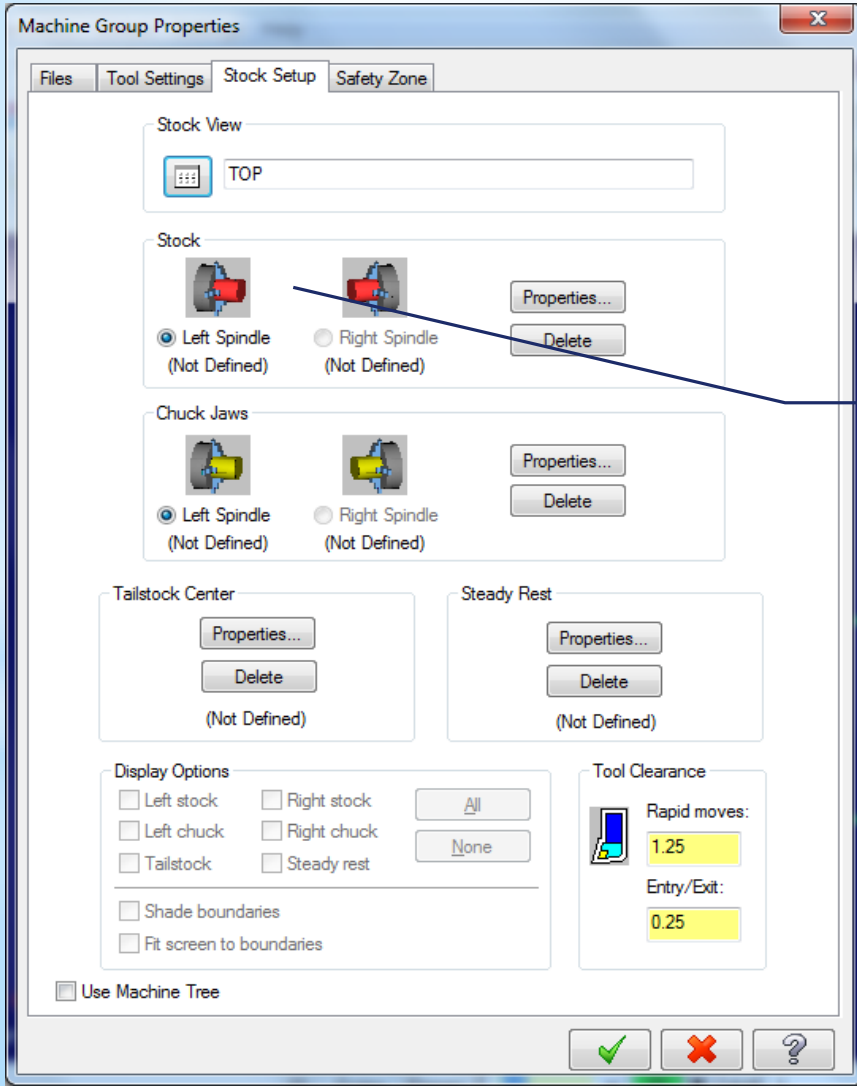 Machine Group Properties
Files Tool Settings Stock Setup Safety Zone
Stock View
TOP
Stock
Left Spindle Right Spindle Properties...
(Not Defined) (Not Defined) Delete
Chuck Jaws
Left Spindle Right Spindle Properties...
(Not Defined) (Not Defined) Delete
Tailstock Center
Properties...
Delete
(Not Defined)
Steady Rest
Properties...
Delete
(Not Defined)
Display Options
Left stock Right stock All
Left chuck Right chuck None
Tailstock Steady rest
Shade boundaries
Fit screen to boundaries
Tool Clearance
Rapid moves:
1.25
Entry/Exit:
0.25
Use Machine Tree